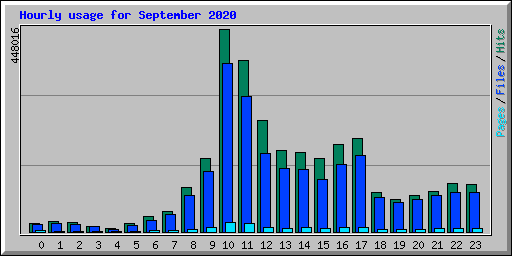 Hourly usage for September 2020
448016
Pages / Files / Hits
0 1 2 3 4 5 6 7 8 9 10 11 12 13 14 15 16 17 18 19 20 21 22 23